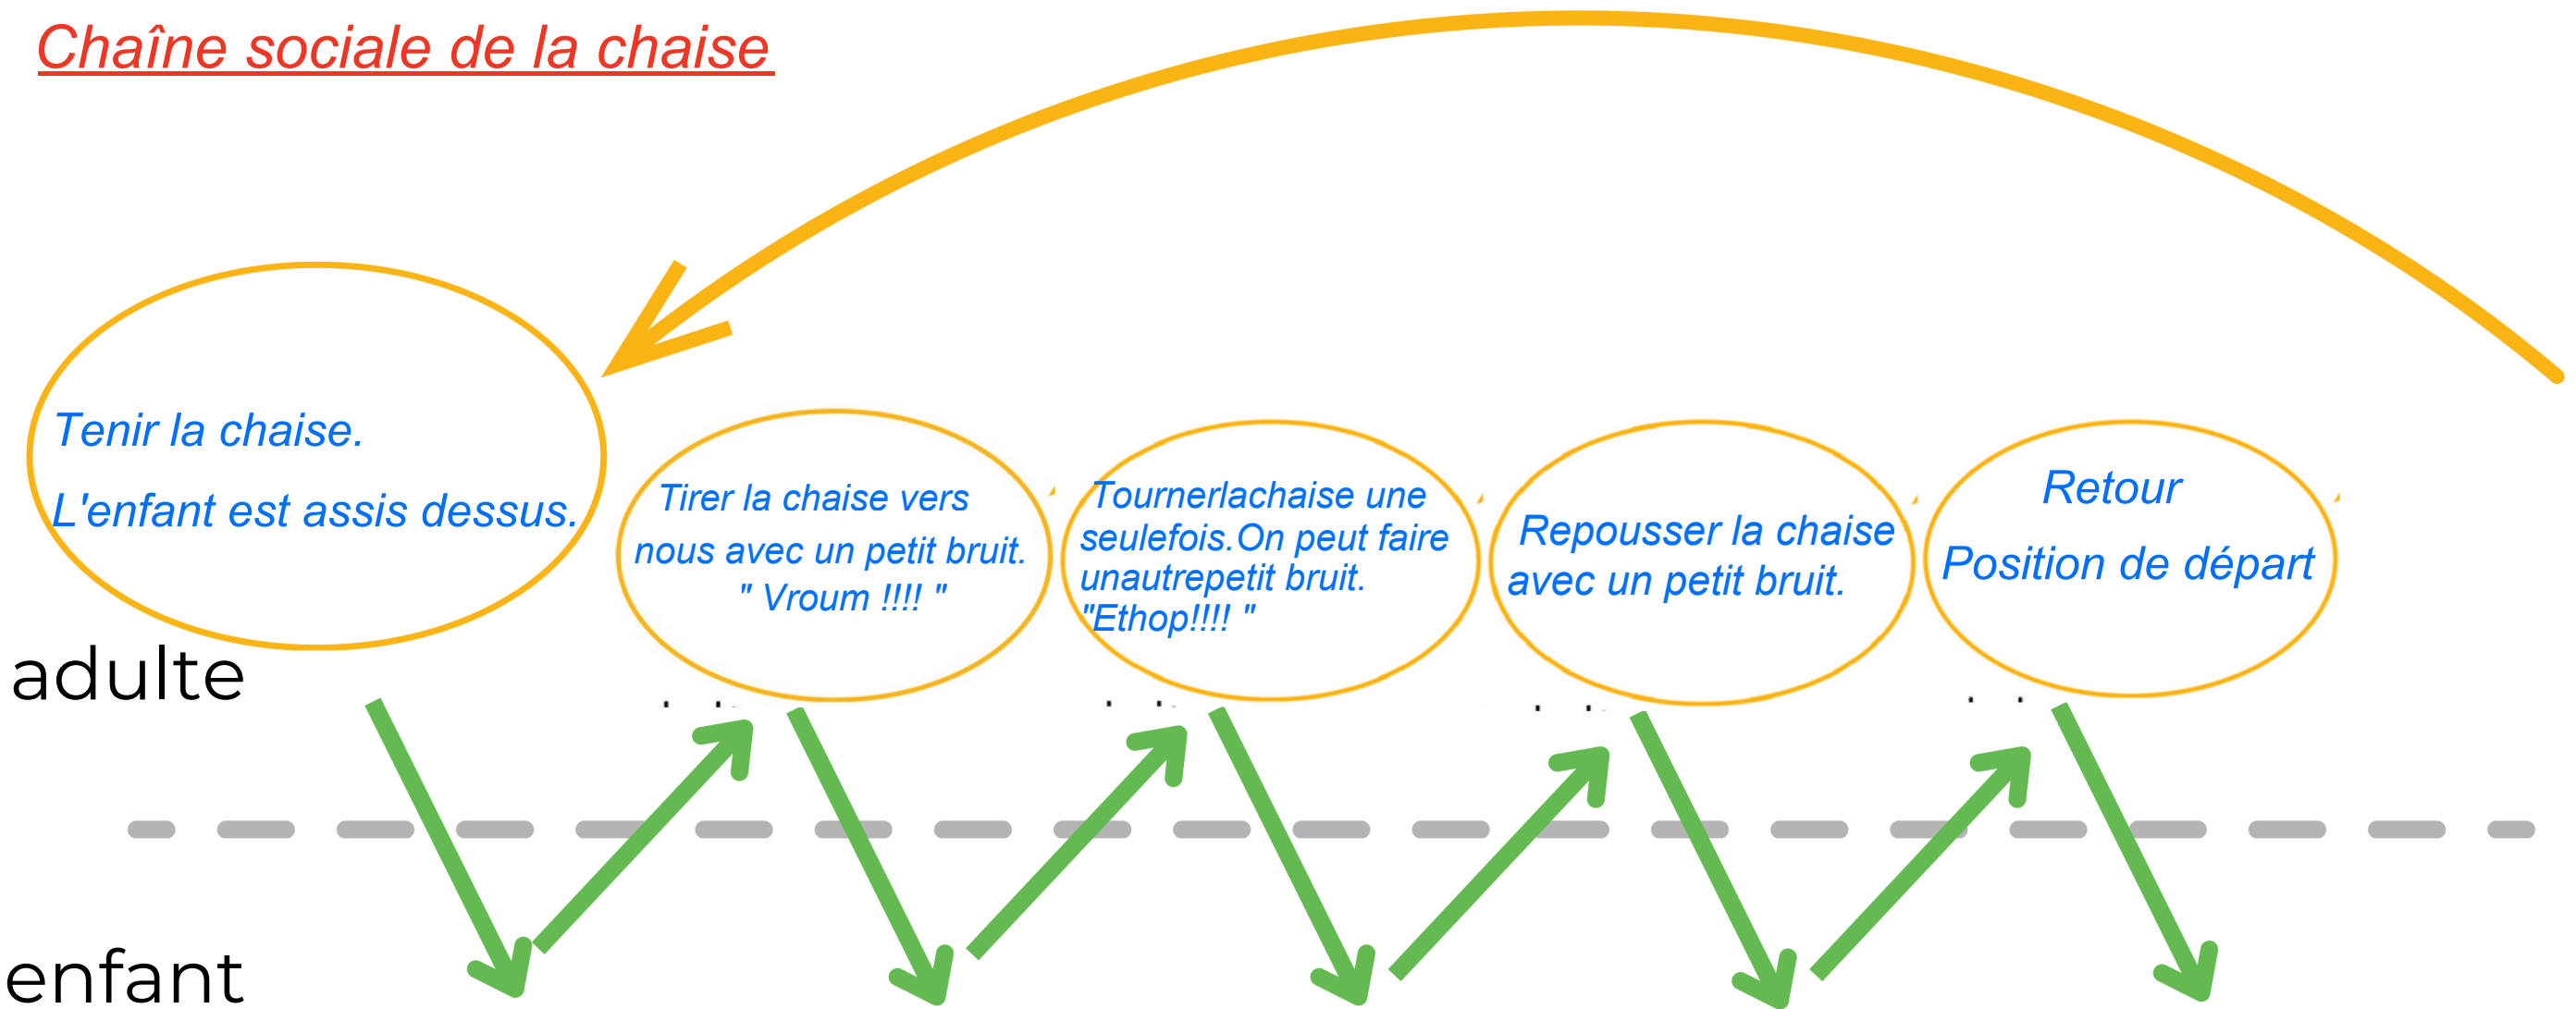 Chaîne sociale de la chaise
Tenir la chaise.
L'enfant est assis dessus.
Tirer la chaise vers
nous avec un petit bruit.
" Vroum !!!! "
Tournerlachaise une
seulefois.On peut faire
unautrepetit bruit.
"Ethop!!!! "
Repousser la chaise
avec un petit bruit.
Retour
Position de départ
adulte
enfant